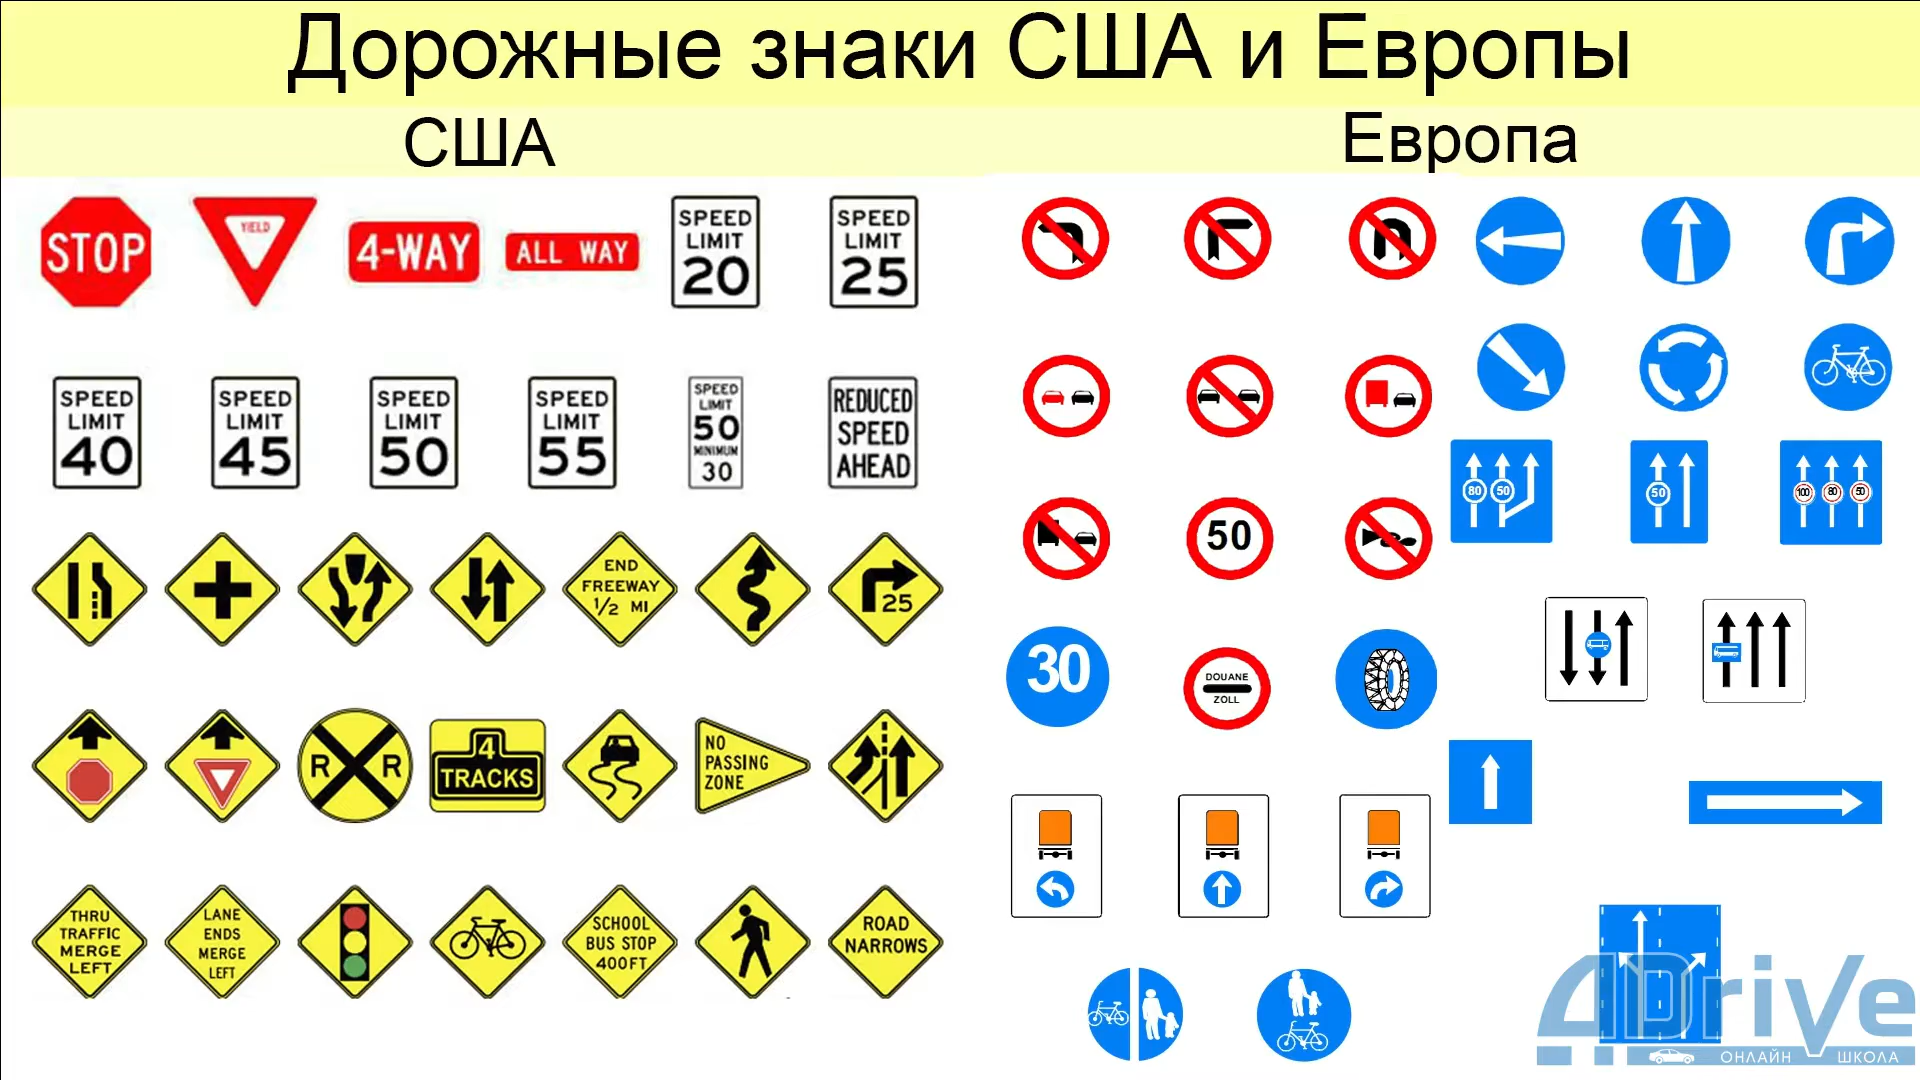 Дорожные знаки США и Европы
США
Европа
STOP
YIELD
4-WAY
ALL WAY
SPEED
LIMIT
20
SPEED
LIMIT
25
SPEED
LIMIT
40
SPEED
LIMIT
45
SPEED
LIMIT
50
SPEED
LIMIT
55
SPEED
LIMIT
50
MINIMUM
30
REDUCED
SPEED
AHEAD
80 50
50
100 80 50
END
FREEWAY
1/2 MI
25
50
30
DOUANE
ZOLL
R R
4
TRACKS
NO
PASSING
ZONE
THRU
TRAFFIC
MERGE
LEFT
LANE
ENDS
MERGE
LEFT
SCHOOL
BUS STOP
400FT
ROAD
NARROWS
ADrive
ОНЛАЙН ШКОЛА